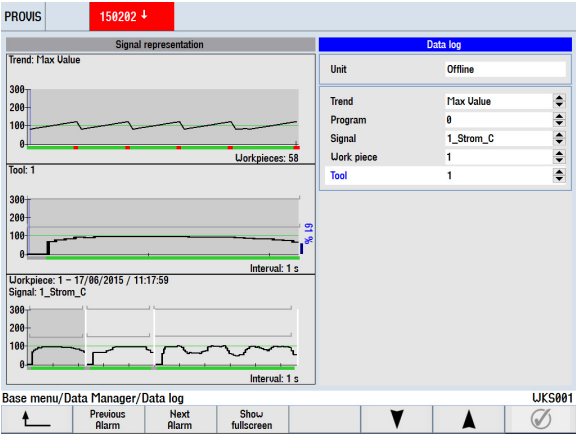 PROVIS 150202 ↓
Signal representation
Data log
Trend: Max Value
300
200
100
0
Workpieces: 58
Tool: 1
300
200
100
0
61 %
Interval: 1 s
Workpiece: 1 - 17/06/2015 / 11:17:59
Signal: 1_Strom_C
300
200
100
0
Interval: 1 s
Unit Offline
Trend Max Value
Program 0
Signal 1_Strom_C
Work piece 1
Tool 1
Base menu/Data Manager/Data log WKS001
Previous Alarm
Next Alarm
Show fullscreen